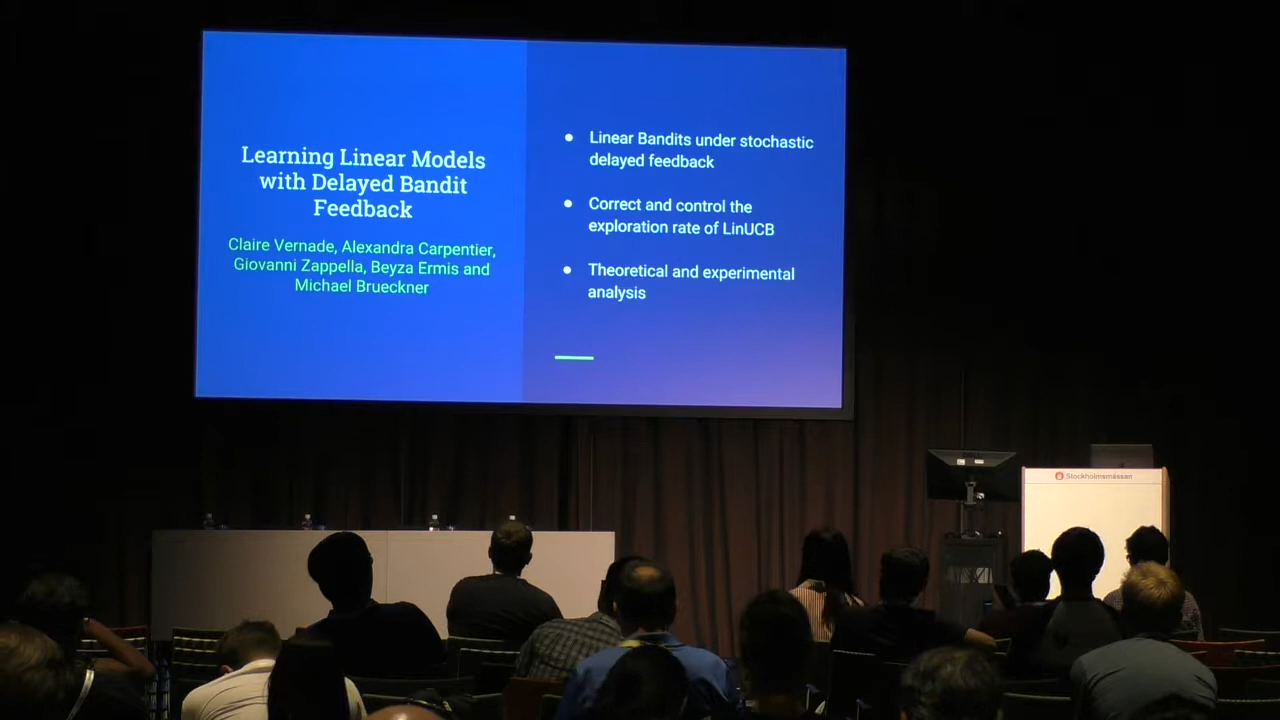 Learning Linear Models
with Delayed Bandit
Feedback
Claire Vernade, Alexandra Carpentier,
Giovanni Zappella, Beyza Ermis and
Michael Brueckner
● Linear Bandits under stochastic
delayed feedback
● Correct and control the
exploration rate of LinUCB
● Theoretical and experimental
analysis
Stockholmsmässan